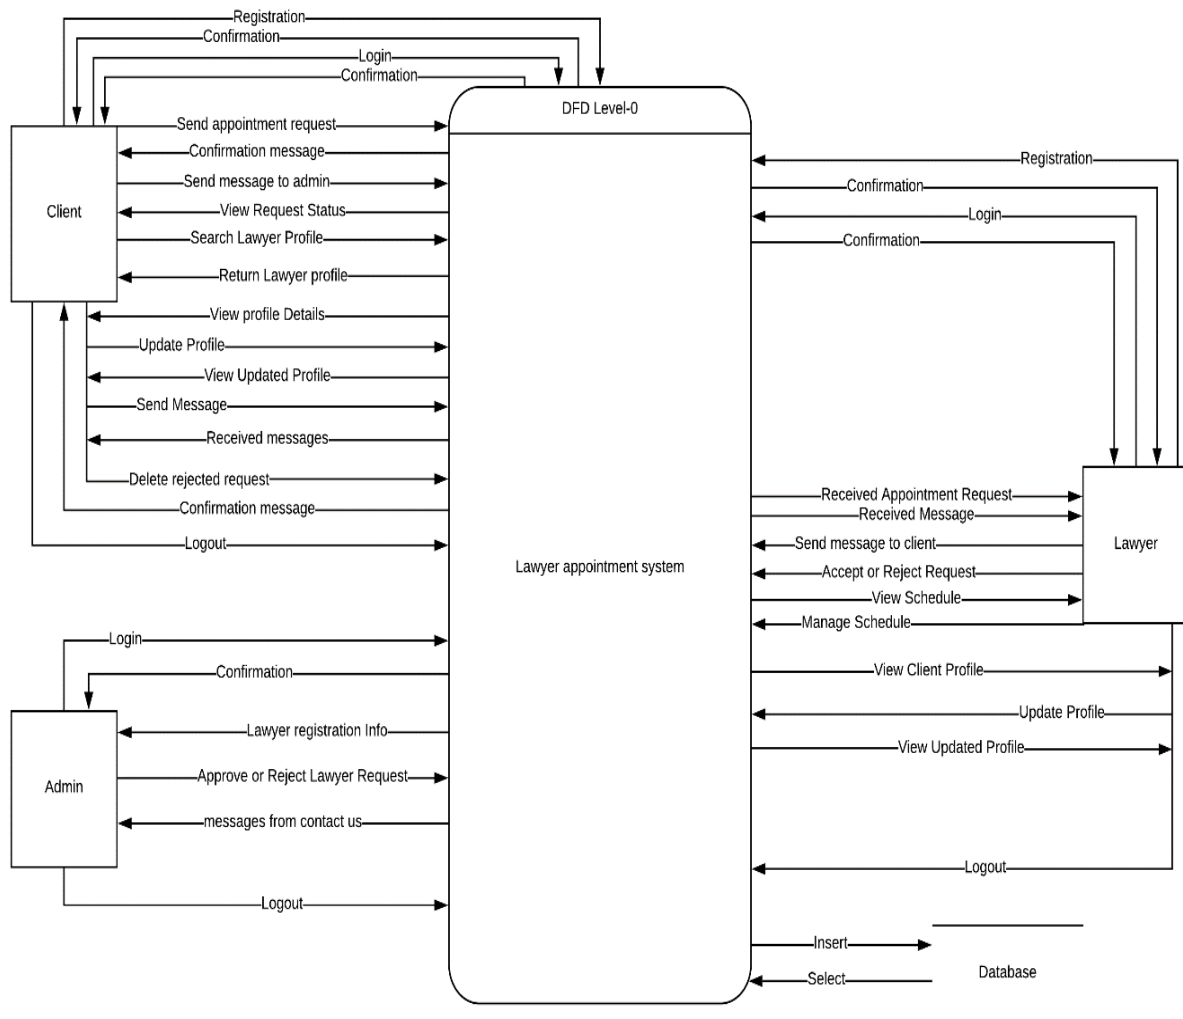 Registration
Confirmation
Login
Confirmation
DFD Level-0
Send appointment request
Confirmation message
Send message to admin
View Request Status
Search Lawyer Profile
Return Lawyer profile
View profile Details
Update Profile
View Updated Profile
Send Message
Received messages
Delete rejected request
Confirmation message
Logout
Client
Registration
Confirmation
Login
Confirmation
Received Appointment Request
Received Message
Send message to client
Accept or Reject Request
View Schedule
Manage Schedule
View Client Profile
Update Profile
View Updated Profile
Logout
Lawyer
Lawyer appointment system
Login
Confirmation
Lawyer registration Info
Approve or Reject Lawyer Request
messages from contact us
Logout
Admin
Insert
Select
Database